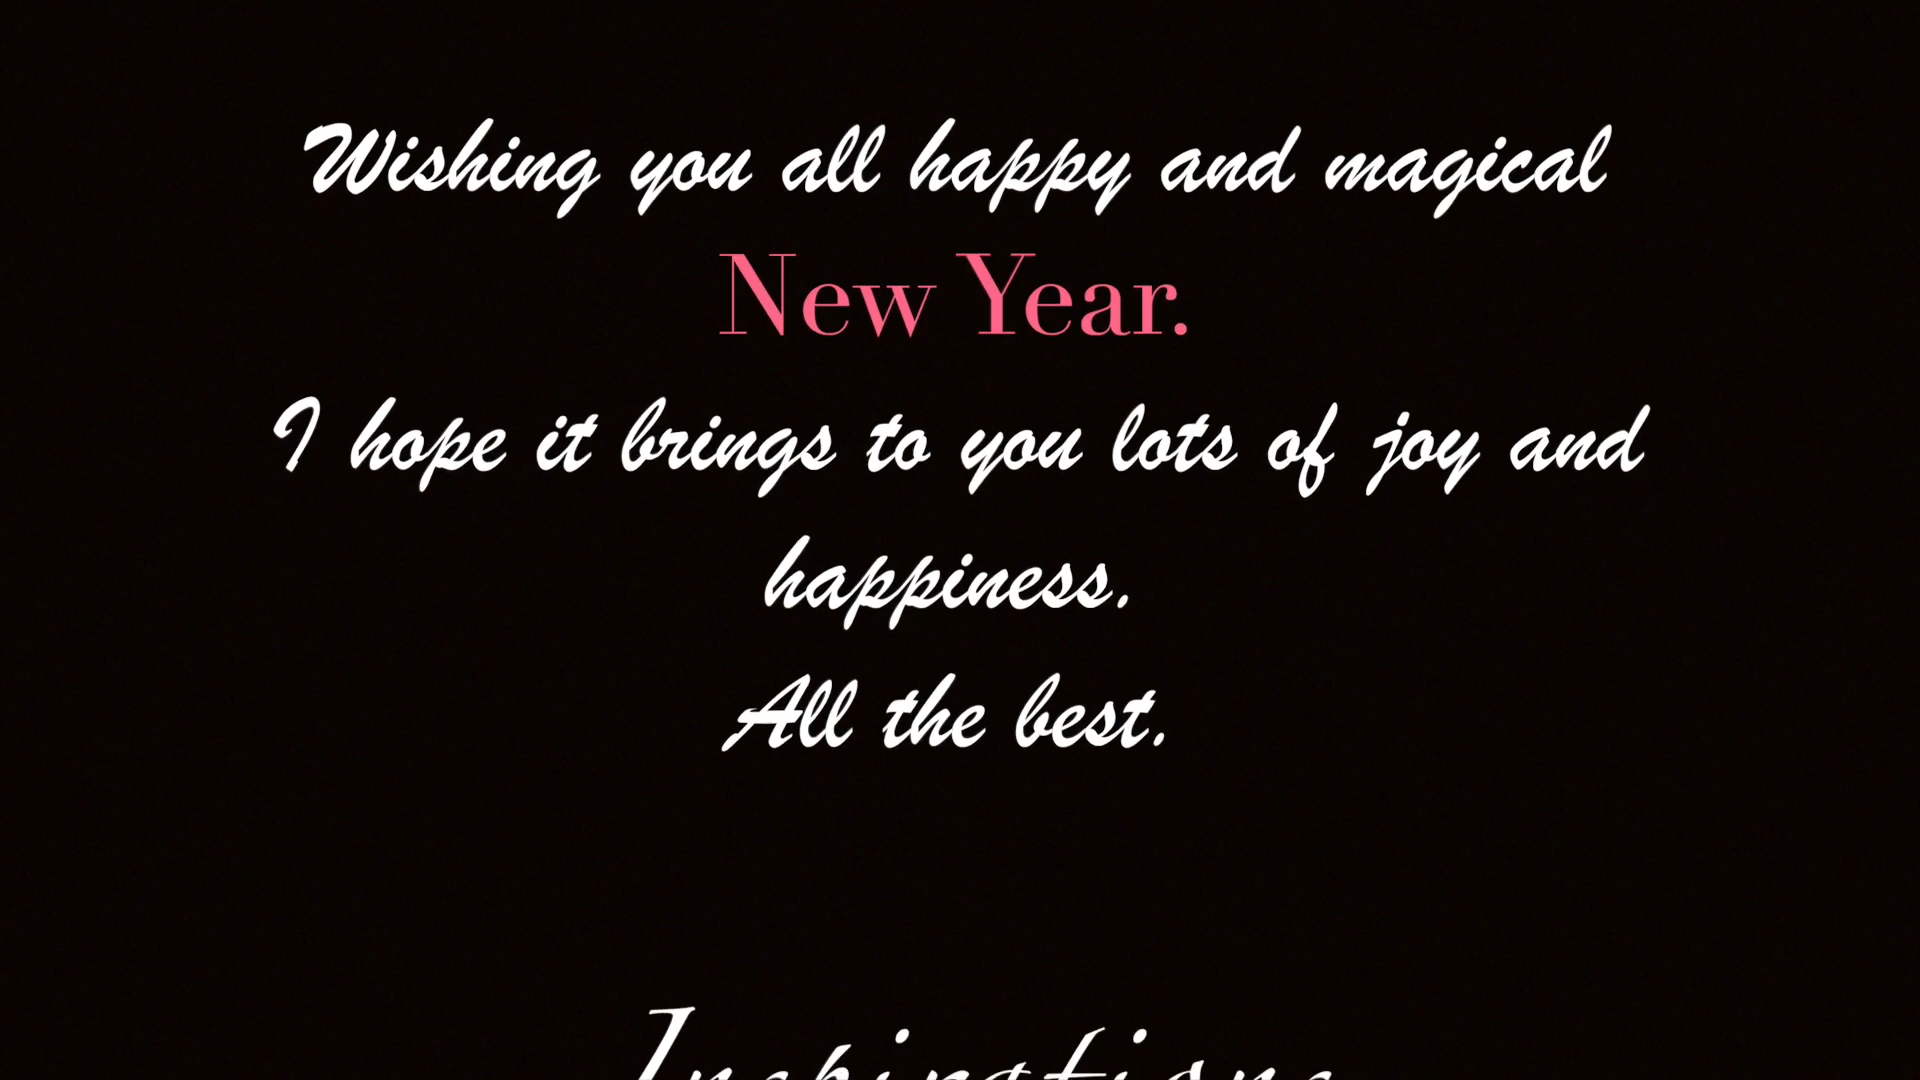 Wishing you all happy and magical
New Year.
I hope it brings to you lots of joy and
happiness.
All the best.
Inspirations